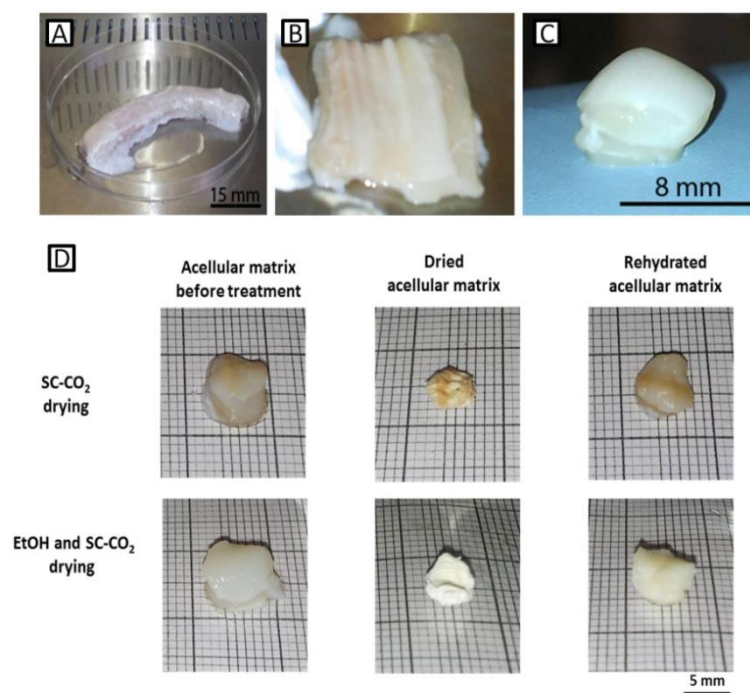 A
B
C
15 mm
8 mm
D
Acellular matrix
before treatment
Dried
acellular matrix
Rehydrated
acellular matrix
SC-CO₂
drying
EtOH and SC-CO₂
drying
5 mm